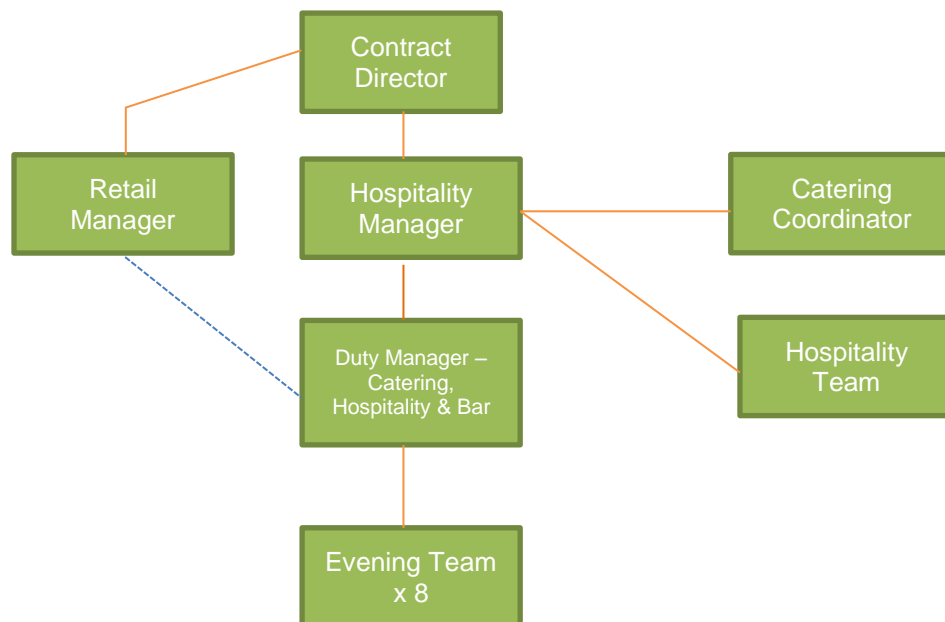 Contract
Director
Retail
Manager
Hospitality
Manager
Catering
Coordinator
Duty Manager –
Catering,
Hospitality & Bar
Hospitality
Team
Evening Team
x 8